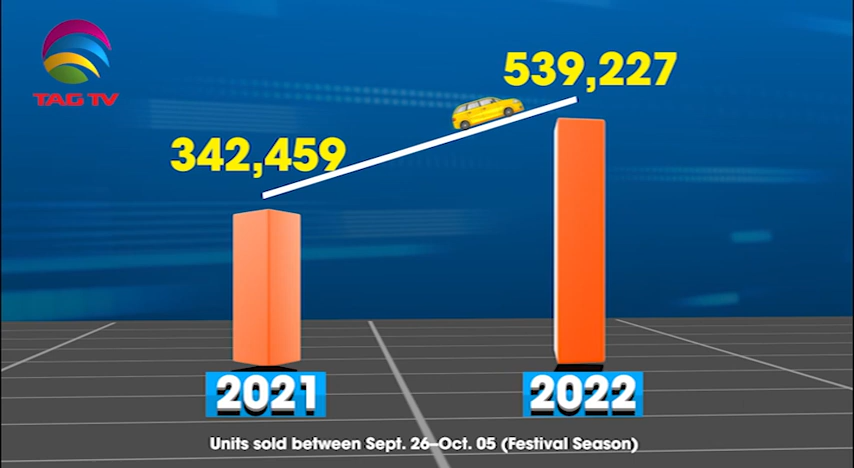 TAG TV
539,227
342,459
2021
2022
Units sold between Sept. 26–Oct. 05 (Festival Season)